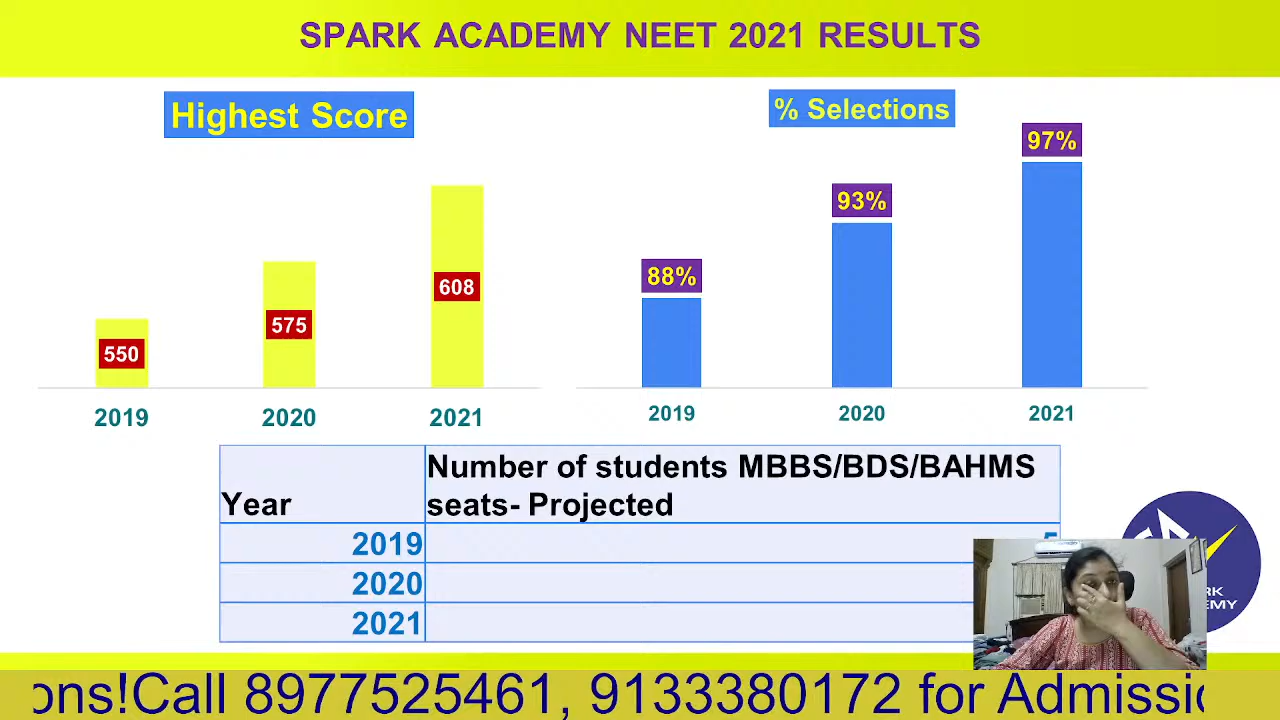 SPARK ACADEMY NEET 2021 RESULTS
Highest Score
550
575
608
2019
2020
2021
% Selections
88%
93%
97%
2019
2020
2021
Year
Number of students MBBS/BDS/BAHMS
seats- Projected
2019
2020
2021
ons!Call 8977525461, 9133380172 for Admissio